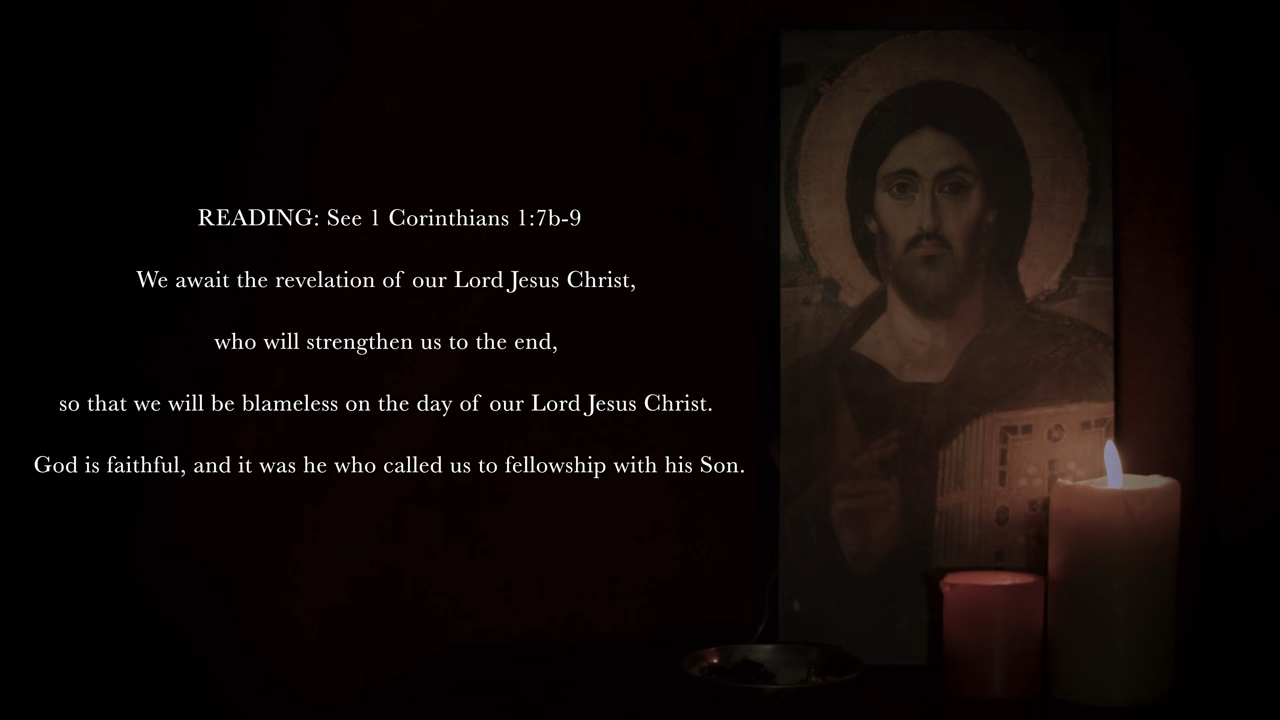 READING: See 1 Corinthians 1:7b-9
We await the revelation of our Lord Jesus Christ,
who will strengthen us to the end,
so that we will be blameless on the day of our Lord Jesus Christ.
God is faithful, and it was he who called us to fellowship with his Son.